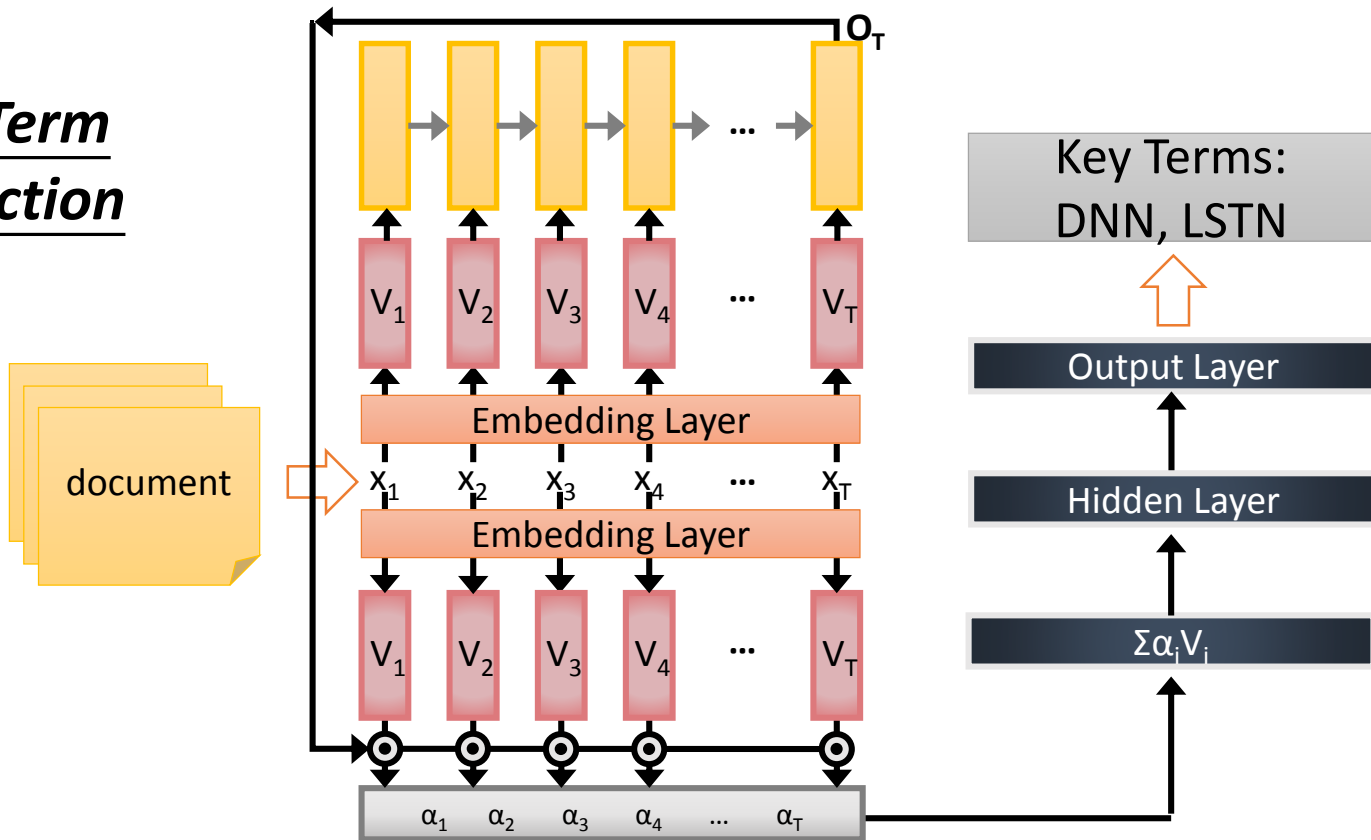 Term
ction
O_T
...
V_1 V_2 V_3 V_4 ... V_T
Embedding Layer
document
x_1 x_2 x_3 x_4 ... x_T
Embedding Layer
V_1 V_2 V_3 V_4 ... V_T
α_1 α_2 α_3 α_4 ... α_T
Key Terms:
DNN, LSTN
Output Layer
Hidden Layer
Σα_iV_i